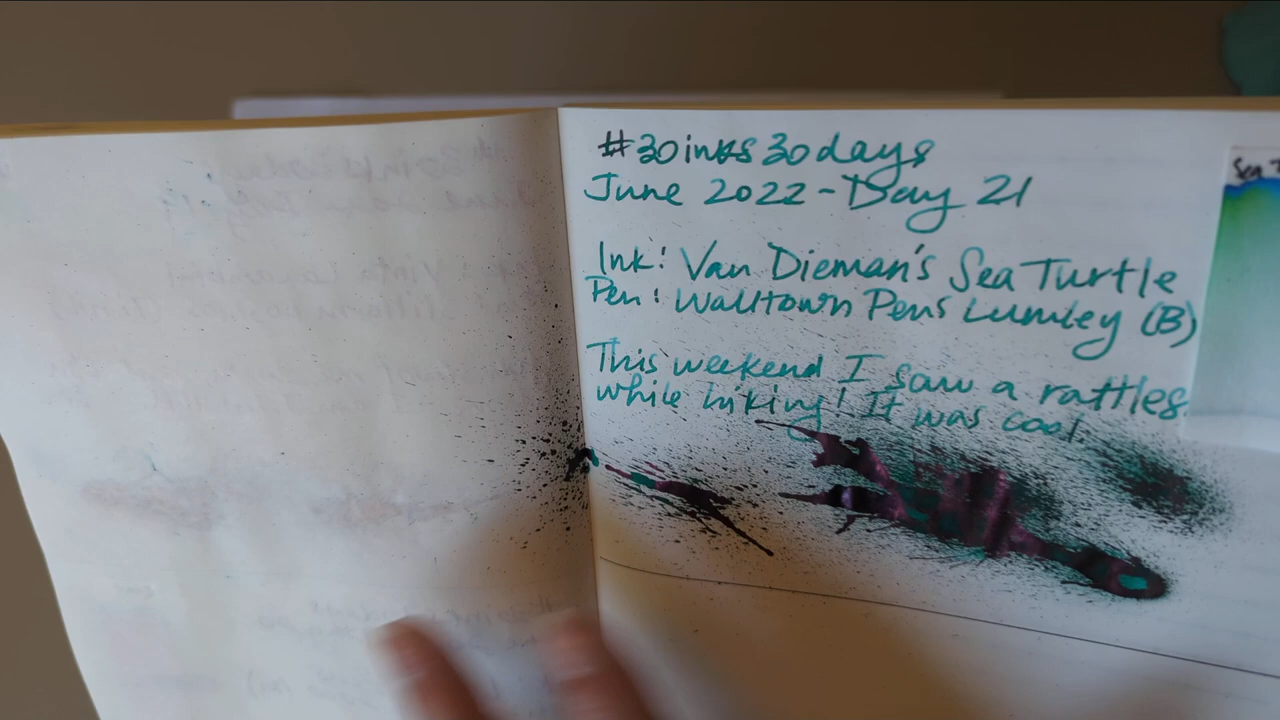 #30inks30days
June 2022 - Day 21
Ink: Van Dieman's Sea Turtle
Pen: Walltown Pens Lumley (B)
This weekend I saw a rattles
while hiking! It was cool.
Sea T